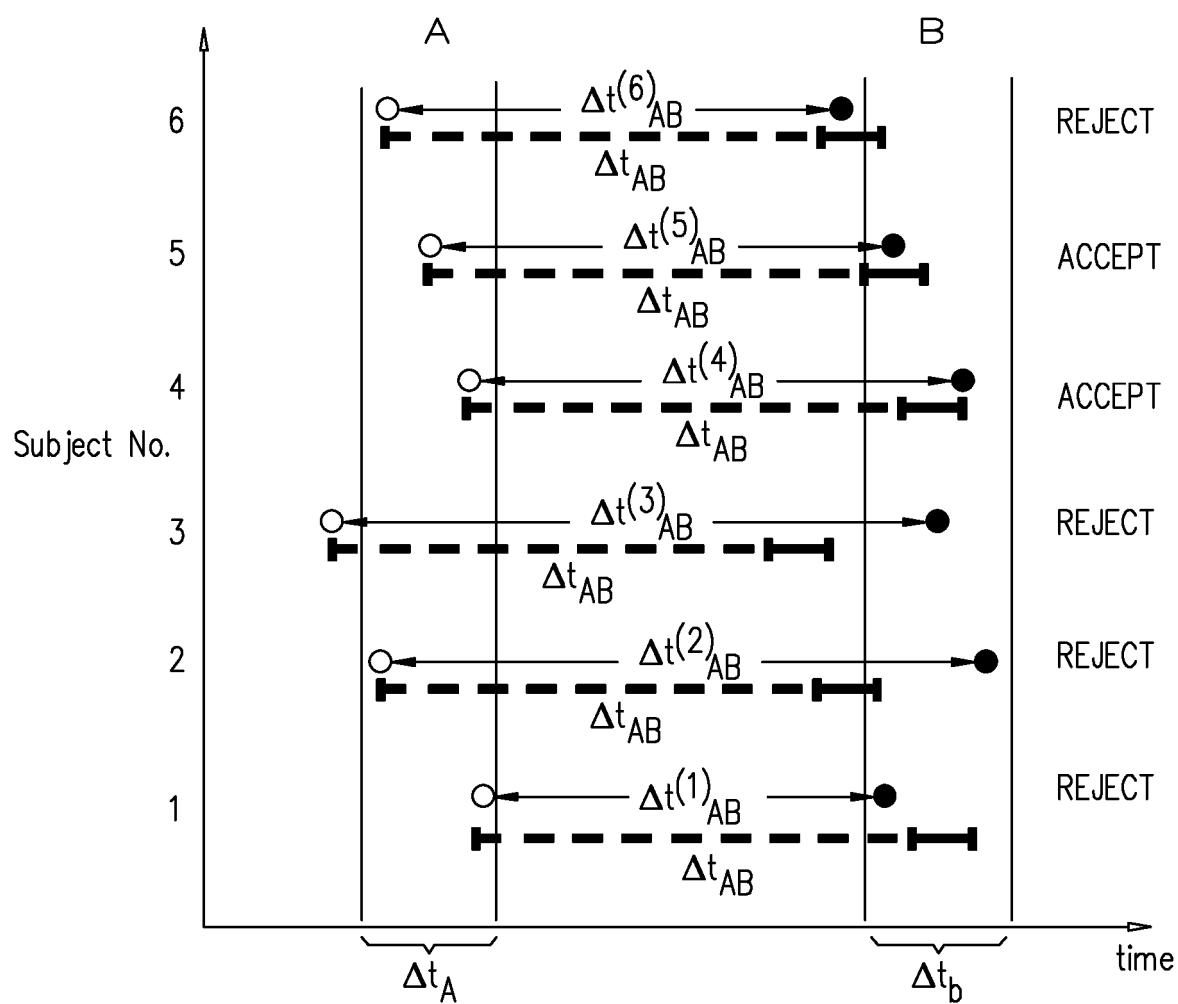 A B
6 Δt(6)AB REJECT
ΔtAB
5 Δt(5)AB ACCEPT
ΔtAB
4 Δt(4)AB ACCEPT
ΔtAB
Subject No.
3 Δt(3)AB REJECT
ΔtAB
2 Δt(2)AB REJECT
ΔtAB
1 Δt(1)AB REJECT
ΔtAB
time
ΔtA Δtb